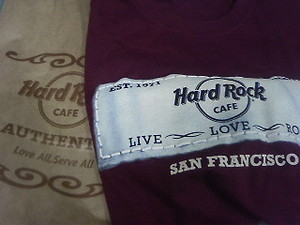 Hard Rock
CAFE
AUTHENT
Love All, Serve All
EST. 1971
Hard Rock
CAFE
LIVE LOVE RO
SAN FRANCISCO